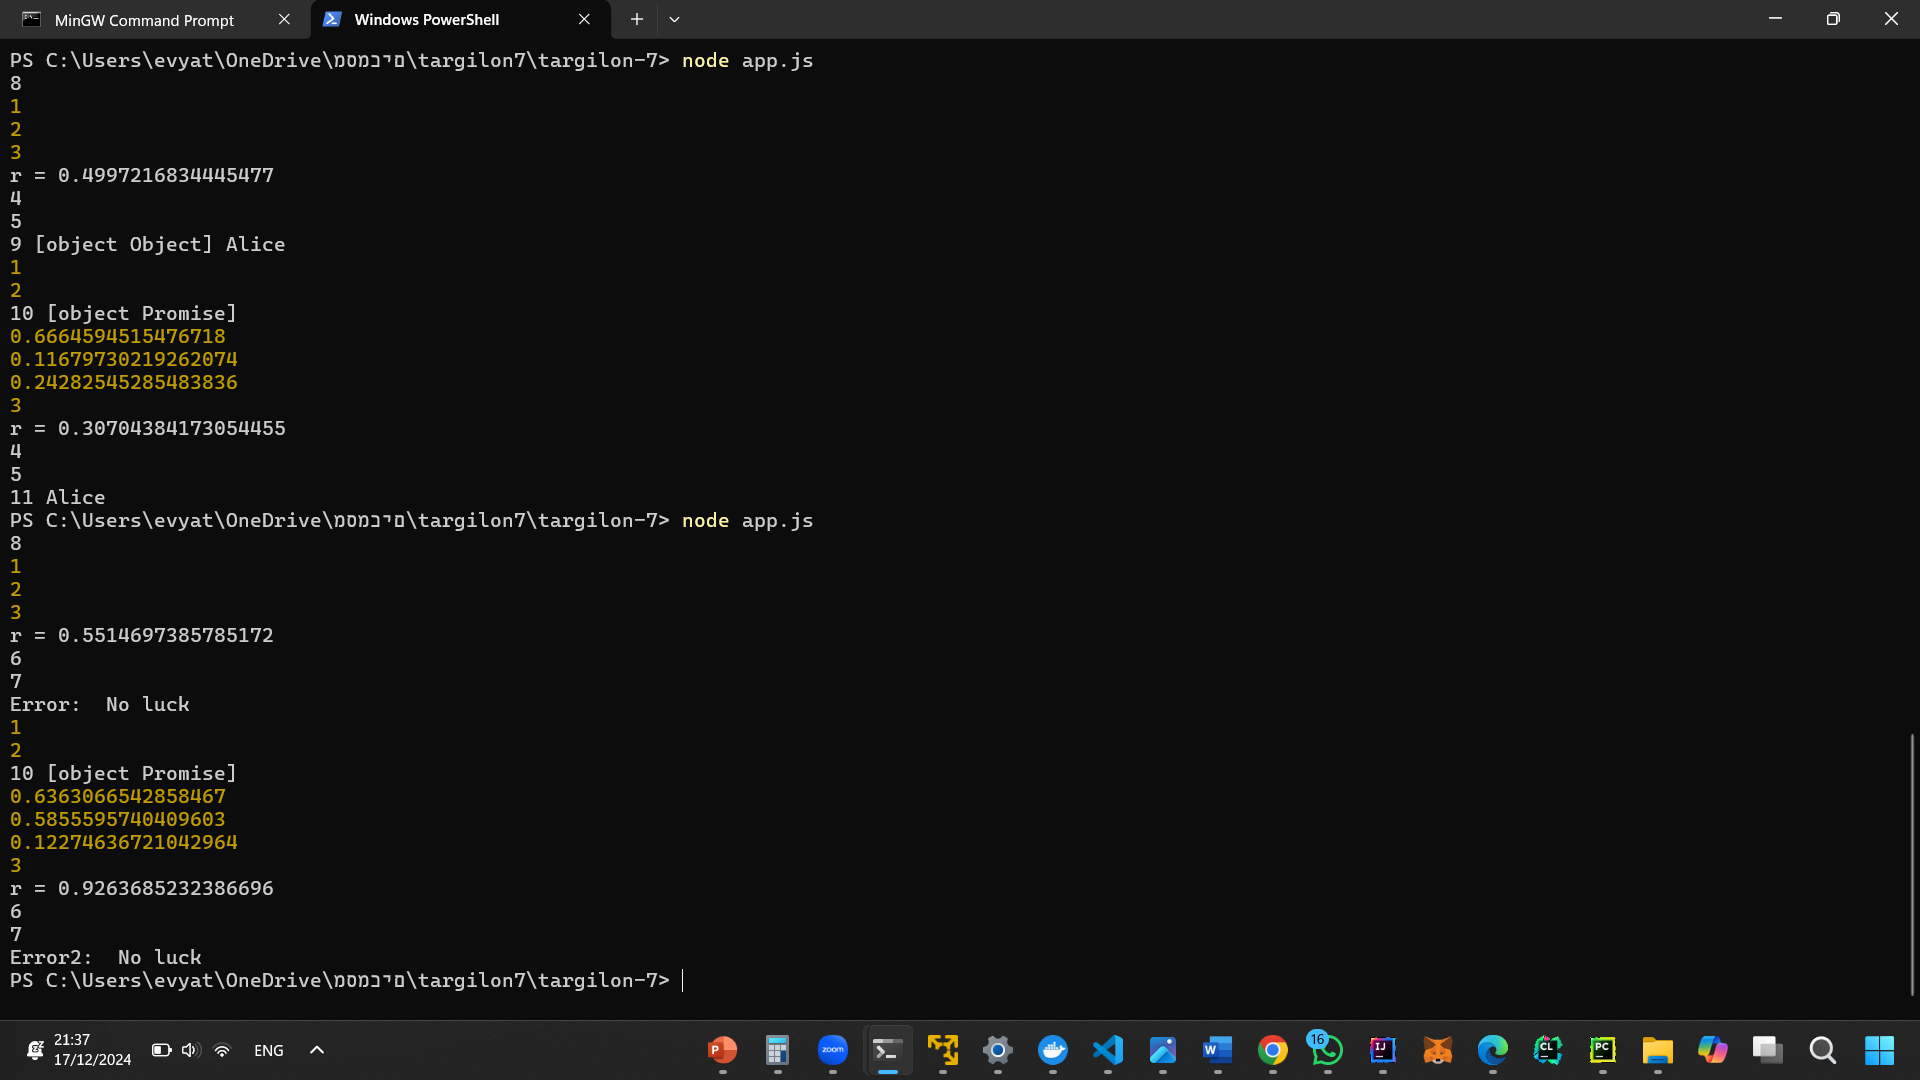 MinGW Command Prompt
Windows PowerShell
PS C:\Users\evyat\OneDrive\מסמכים\targilon7\targilon-7> node app.js
8
1
2
3
r = 0.4997216834445477
4
5
9 [object Object] Alice
1
2
10 [object Promise]
0.6664594515476718
0.11679730219262074
0.24282545285483836
3
r = 0.30704384173054455
4
5
11 Alice
PS C:\Users\evyat\OneDrive\מסמכים\targilon7\targilon-7> node app.js
8
1
2
3
r = 0.5514697385785172
6
7
Error:  No luck
1
2
10 [object Promise]
0.6363066542858467
0.5855595740409603
0.12274636721042964
3
r = 0.9263685232386696
6
7
Error2:  No luck
PS C:\Users\evyat\OneDrive\מסמכים\targilon7\targilon-7>
21:37
17/12/2024
ENG
P
zoom
W
16
IJ
CL
PC